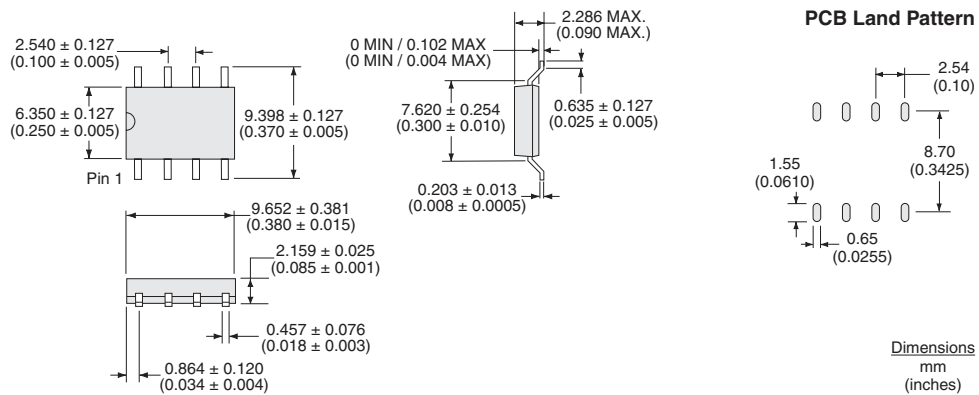 2.540 ± 0.127
(0.100 ± 0.005)
6.350 ± 0.127
(0.250 ± 0.005)
9.398 ± 0.127
(0.370 ± 0.005)
Pin 1
9.652 ± 0.381
(0.380 ± 0.015)
2.159 ± 0.025
(0.085 ± 0.001)
0.457 ± 0.076
(0.018 ± 0.003)
0.864 ± 0.120
(0.034 ± 0.004)
2.286 MAX.
(0.090 MAX.)
0 MIN / 0.102 MAX
(0 MIN / 0.004 MAX)
7.620 ± 0.254
(0.300 ± 0.010)
0.635 ± 0.127
(0.025 ± 0.005)
0.203 ± 0.013
(0.008 ± 0.0005)
PCB Land Pattern
2.54
(0.10)
8.70
(0.3425)
1.55
(0.0610)
0.65
(0.0255)
Dimensions
mm
(inches)